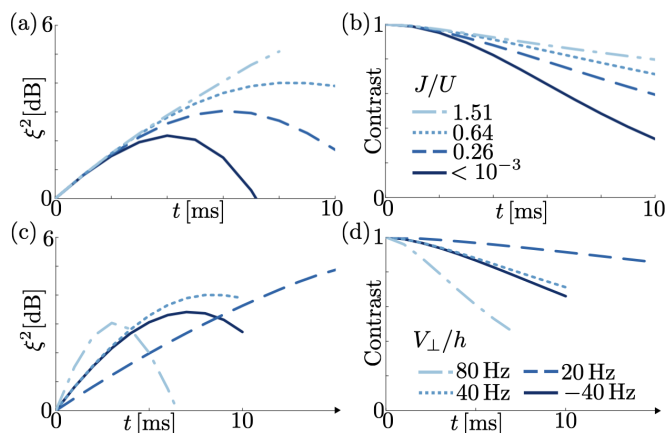 (a)
6
ξ² [dB]
0
0
t [ms]
10
(b)
1
Contrast
J/U
1.51
0.64
0.26
< 10⁻³
0
0
t [ms]
10
(c)
6
ξ² [dB]
0
0
t [ms]
10
(d)
1
Contrast
V⊥/h
80 Hz
20 Hz
40 Hz
−40 Hz
0
0
t [ms]
10